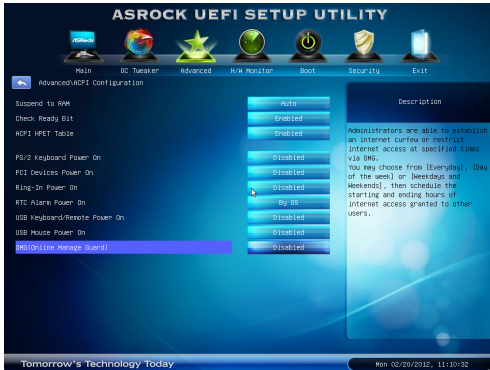 ASROCK UEFI SETUP UTILITY
ASRock
Main
OC Tweaker
Advanced
H/W Monitor
Boot
Security
Exit
Advanced\ACPI Configuration
Suspend to RAM Auto
Check Ready Bit Enabled
ACPI HPET Table Enabled
PS/2 Keyboard Power On Disabled
PCI Devices Power On Disabled
Ring-In Power On Disabled
RTC Alarm Power On By OS
USB Keyboard/Remote Power On Disabled
USB Mouse Power On Disabled
OMG(Online Manage Guard) Disabled
Description
Administrators are able to establish
an internet curfew or restrict
internet access at specified times
via OMG.
You may choose from [Everyday], [Day
of the week] or [Weekdays and
Weekends], then schedule the
starting and ending hours of
internet access granted to other
users.
Tomorrow's Technology Today
Mon 02/20/2012, 11:10:32